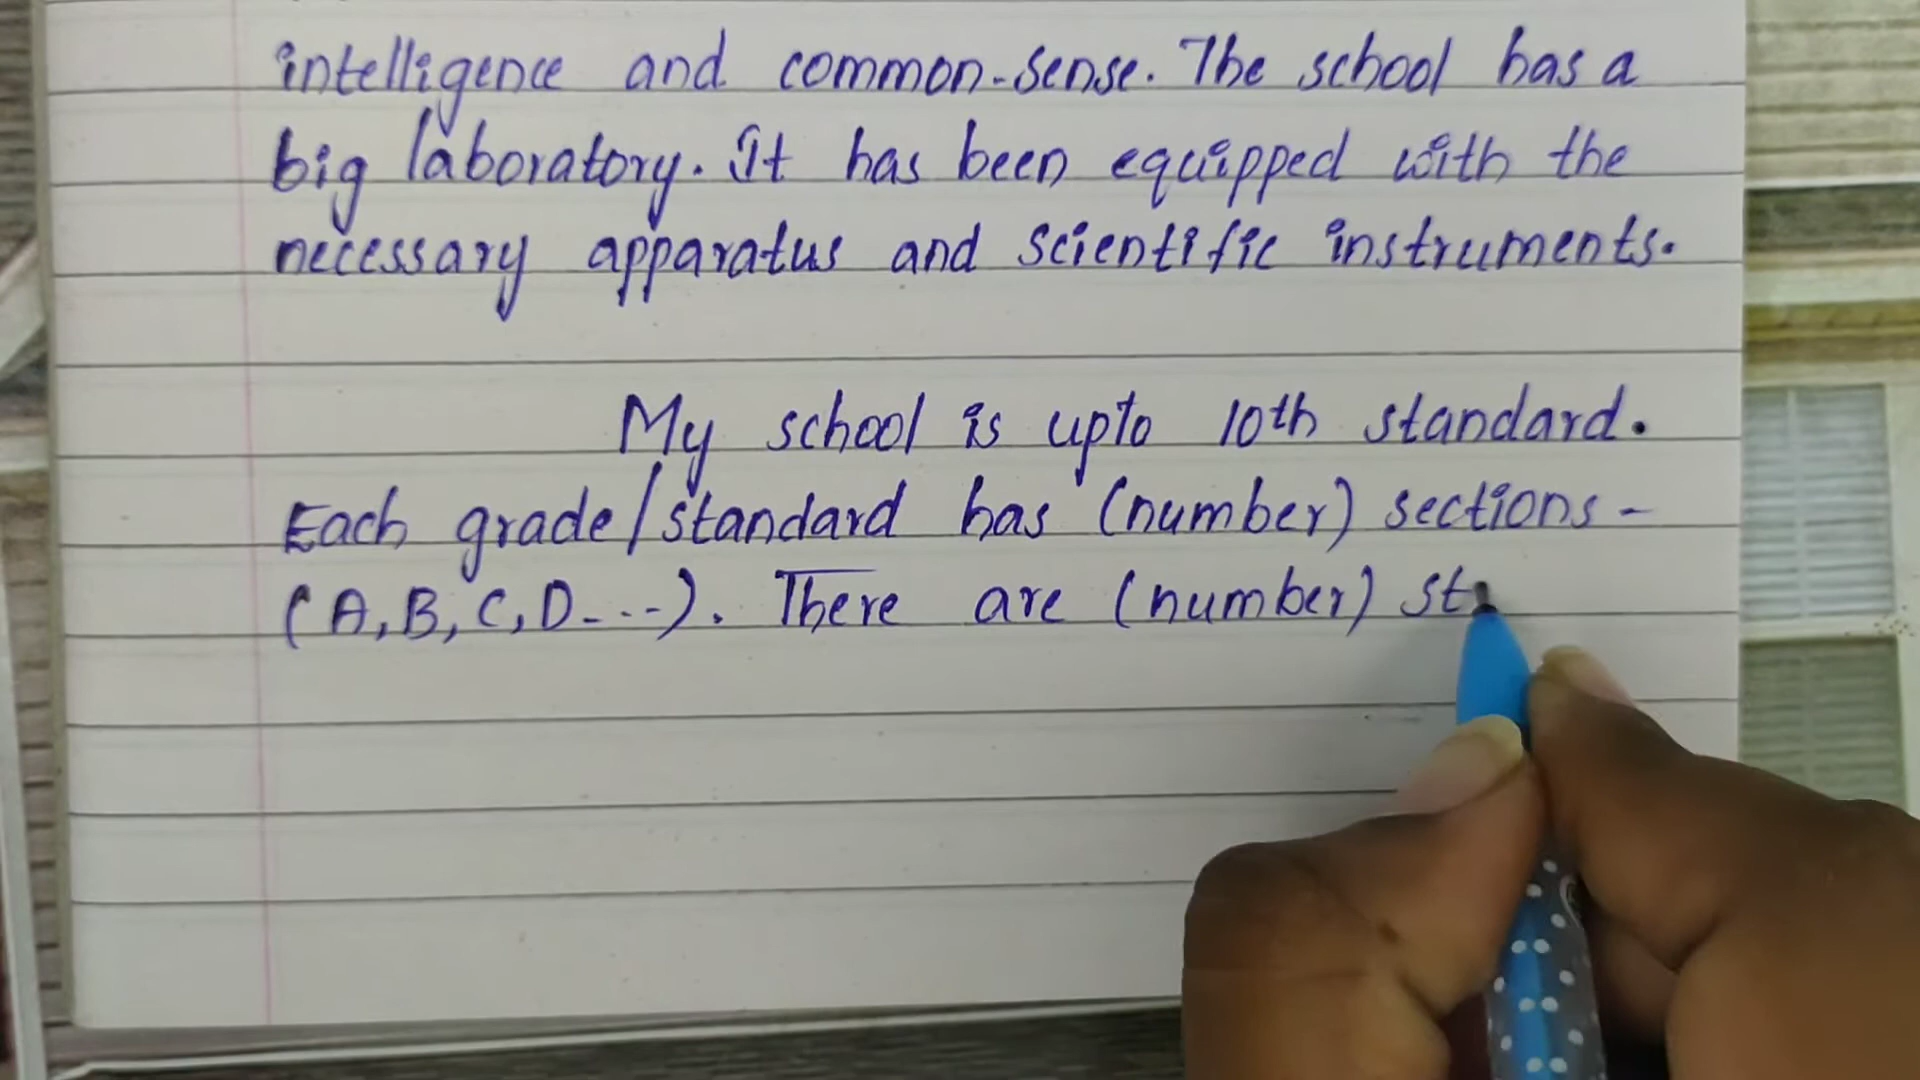 intelligence and common-sense. The school has a
big laboratory. It has been equipped with the
necessary apparatus and scientific instruments.
My school is upto 10th standard.
Each grade/standard has (number) sections -
(A, B, C, D - - -). There are (number) st